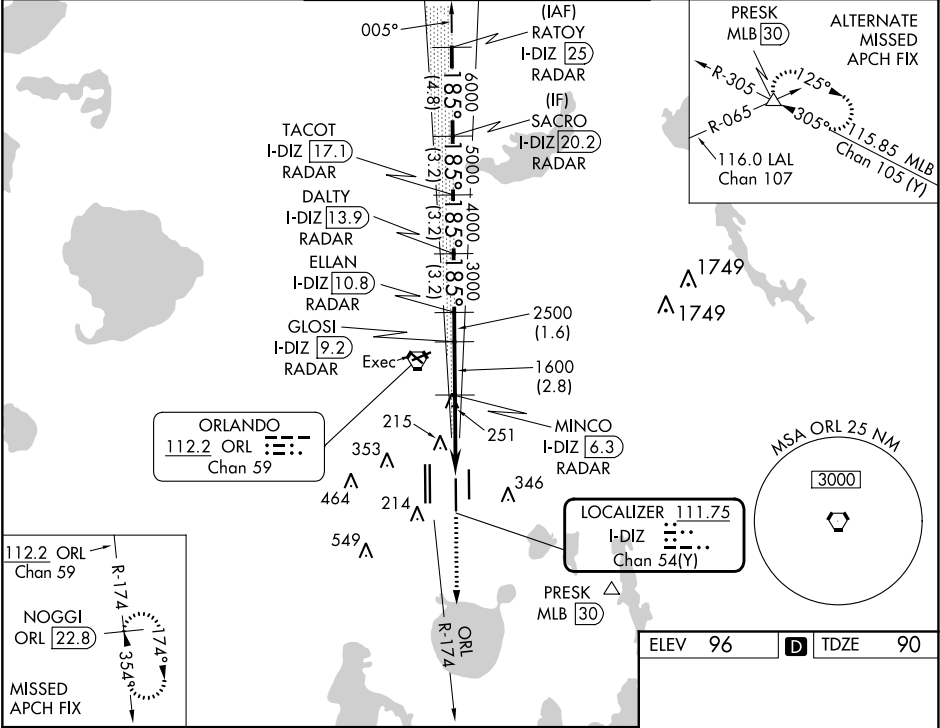 005°
(IAF)
RATOY
I-DIZ 25
RADAR
6000
185°
(4.8)
(IF)
SACRO
I-DIZ 20.2
RADAR
5000
185°
(3.2)
TACOT
I-DIZ 17.1
RADAR
4000
185°
(3.2)
DALTY
I-DIZ 13.9
RADAR
3000
185°
(3.2)
ELLAN
I-DIZ 10.8
RADAR
2500
(1.6)
GLOSI
I-DIZ 9.2
RADAR
Exec
1600
(2.8)
MINCO
I-DIZ 6.3
RADAR
PRESK
MLB 30
ALTERNATE
MISSED
APCH FIX
R-305
125°
R-065
305°
115.85 MLB
Chan 105 (Y)
116.0 LAL
Chan 107
1749
1749
ORLANDO
112.2 ORL
Chan 59
215
251
353
464
214
346
549
MSA ORL 25 NM
3000
LOCALIZER 111.75
I-DIZ
Chan 54(Y)
PRESK
MLB 30
ORL
R-174
112.2 ORL
Chan 59
R-174
NOGGI
ORL 22.8
174°
354°
MISSED
APCH FIX
ELEV 96
D
TDZE 90